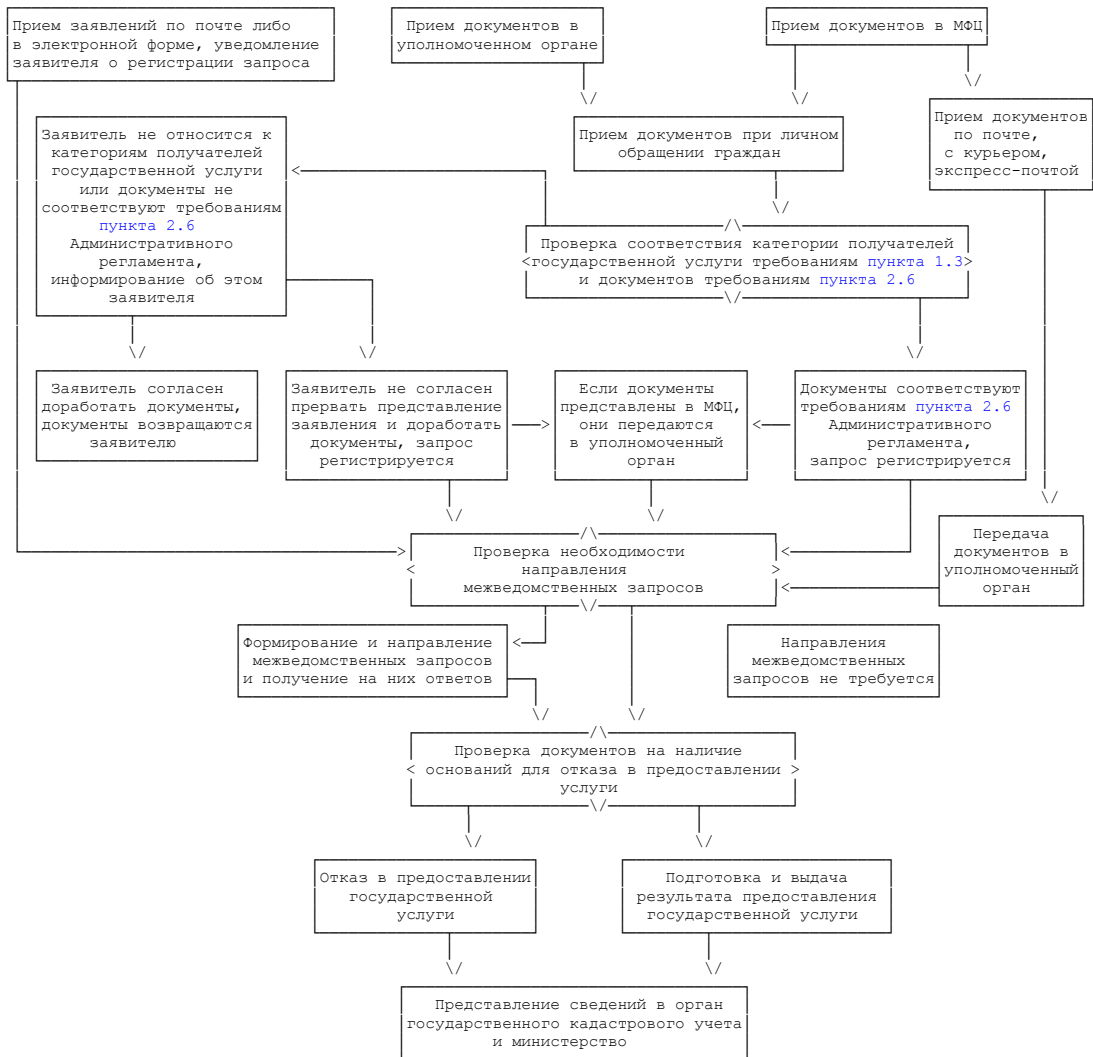 Прием заявлений по почте либо
в электронной форме, уведомление
заявителя о регистрации запроса
Прием документов в
уполномоченном органе
Прием документов в МФЦ
Прием документов
по почте,
с курьером,
экспресс-почтой
Заявитель не относится к
категориям получателей
государственной услуги
или документы не
соответствуют требованиям
пункта 2.6
Административного
регламента,
информирование об этом
заявителя
Прием документов при личном
обращении граждан
Проверка соответствия категории получателей
государственной услуги требованиям пункта 1.3
и документов требованиям пункта 2.6
Заявитель согласен
доработать документы,
документы возвращаются
заявителю
Заявитель не согласен
прервать представление
заявления и доработать
документы, запрос
регистрируется
Если документы
представлены в МФЦ,
они передаются
в уполномоченный
орган
Документы соответствуют
требованиям пункта 2.6
Административного
регламента,
запрос регистрируется
Проверка необходимости
направления
межведомственных запросов
Передача
документов в
уполномоченный
орган
Формирование и направление
межведомственных запросов
и получение на них ответов
Направления
межведомственных
запросов не требуется
Проверка документов на наличие
оснований для отказа в предоставлении
услуги
Отказ в предоставлении
государственной
услуги
Подготовка и выдача
результата предоставления
государственной услуги
Представление сведений в орган
государственного кадастрового учета
и министерство